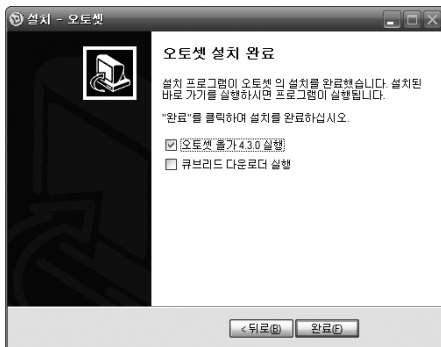 설치 - 오토셋
오토셋 설치 완료
설치 프로그램이 오토셋 의 설치를 완료했습니다. 설치된
바로 가기를 실행하시면 프로그램이 실행됩니다.
"완료"를 클릭하여 설치를 완료하십시오.
오토셋 올가 4.3.0 실행
큐브리드 다운로더 실행
< 뒤로(B)
완료(F)